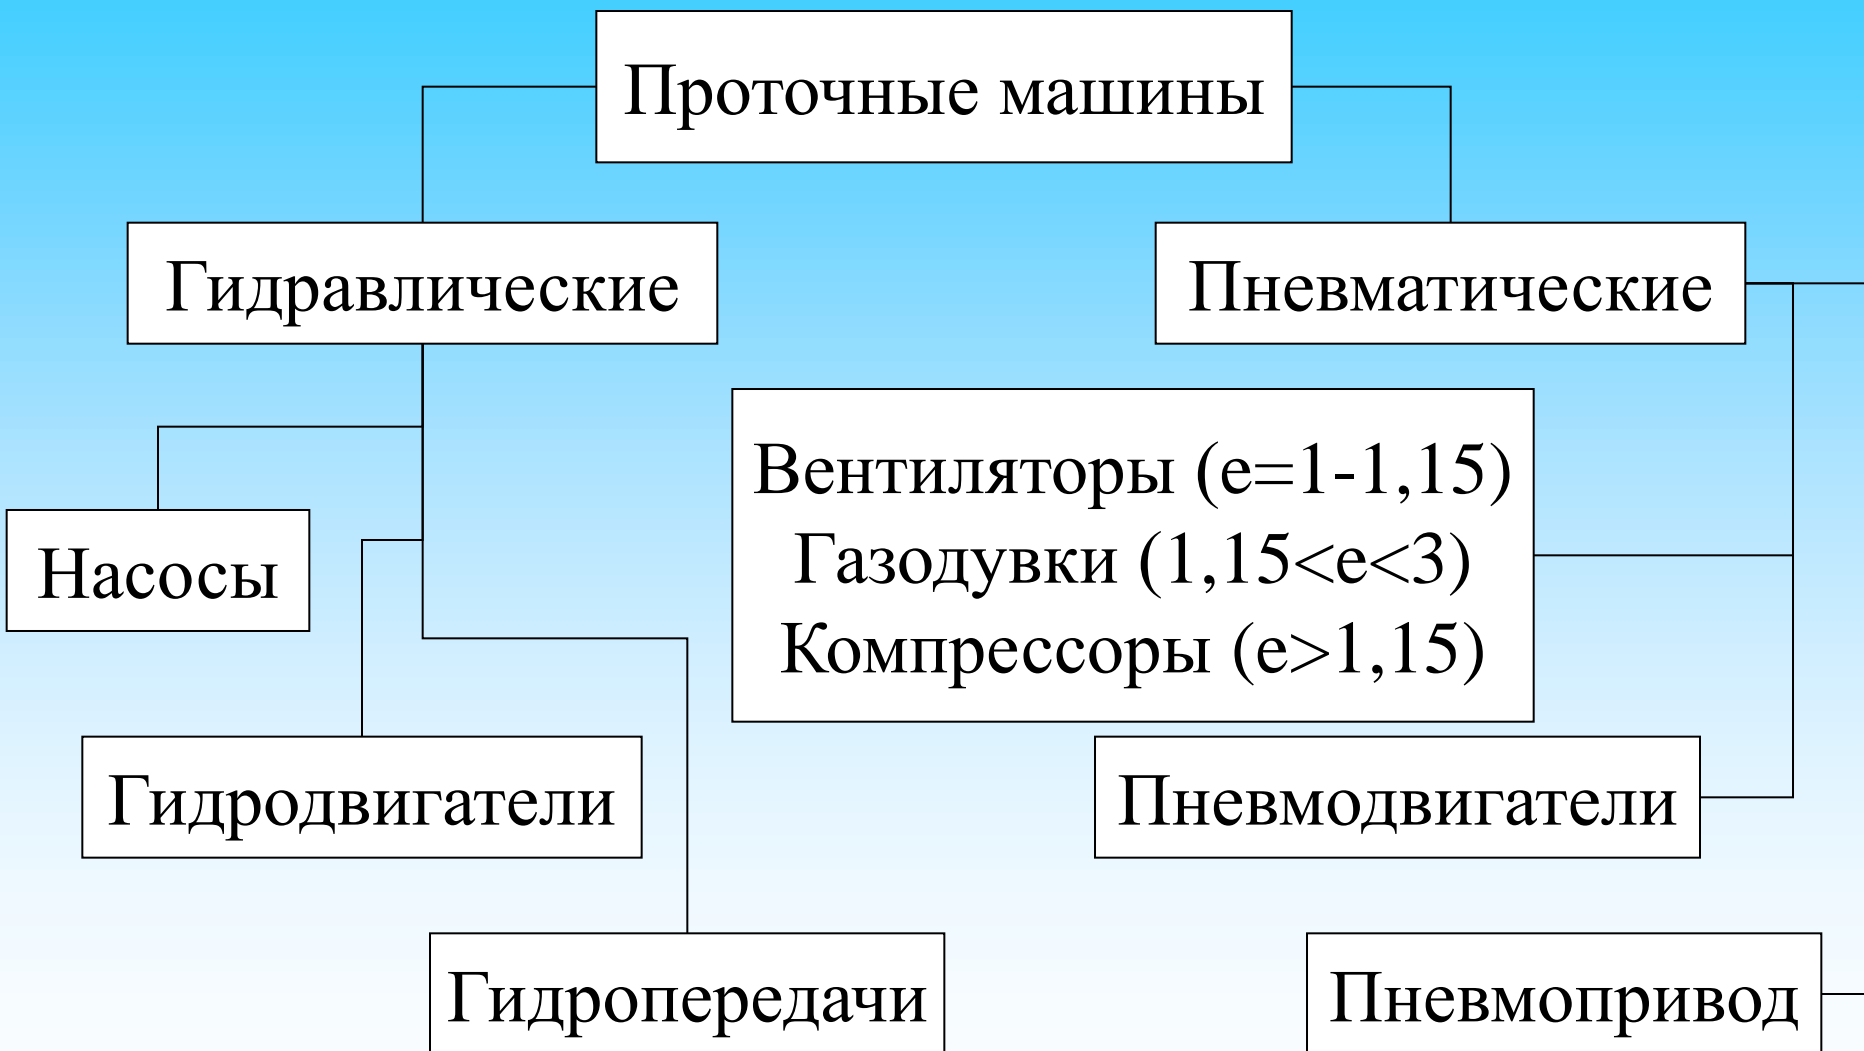 Проточные машины
Гидравлические
Пневматические
Вентиляторы (e=1-1,15)
Газодувки (1,15<e<3)
Компрессоры (e>1,15)
Насосы
Гидродвигатели
Пневмодвигатели
Гидропередачи
Пневмопривод